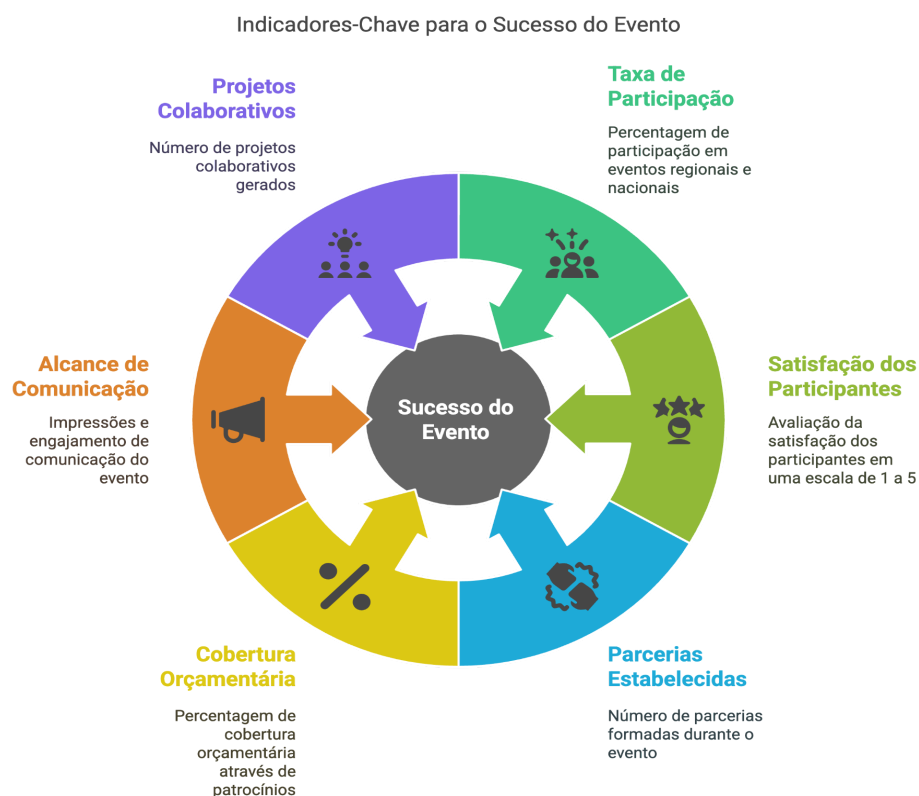 Indicadores-Chave para o Sucesso do Evento
Projetos
Colaborativos
Número de projetos
colaborativos
gerados
Taxa de
Participação
Percentagem de
participação em
eventos regionais e
nacionais
Alcance de
Comunicação
Impressões e
engajamento de
comunicação do
evento
Sucesso do
Evento
Satisfação dos
Participantes
Avaliação da
satisfação dos
participantes em
uma escala de 1 a 5
Cobertura
Orçamentária
Percentagem de
cobertura
orçamentária
através de
patrocínios
Parcerias
Estabelecidas
Número de parcerias
formadas durante o
evento